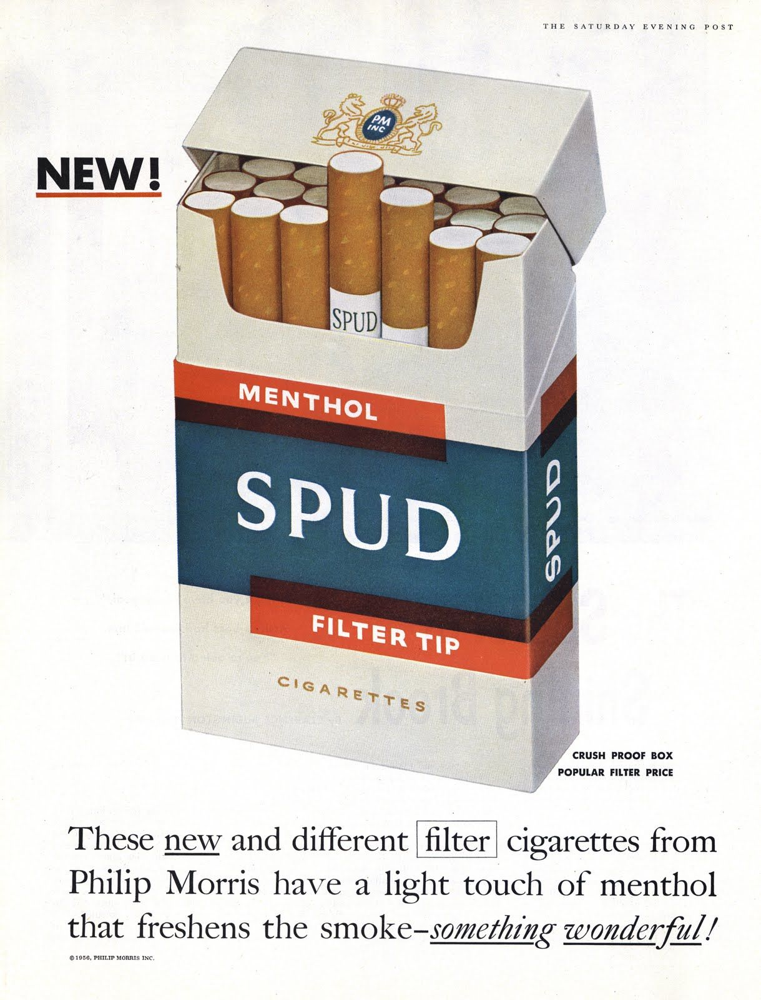 THE SATURDAY EVENING POST
PM
INC
NEW!
SPUD
MENTHOL
SPUD
SPUD
FILTER TIP
CIGARETTES
CRUSH PROOF BOX
POPULAR FILTER PRICE
These new and different filter cigarettes from
Philip Morris have a light touch of menthol
that freshens the smoke–something wonderful!
© 1956, PHILIP MORRIS INC.